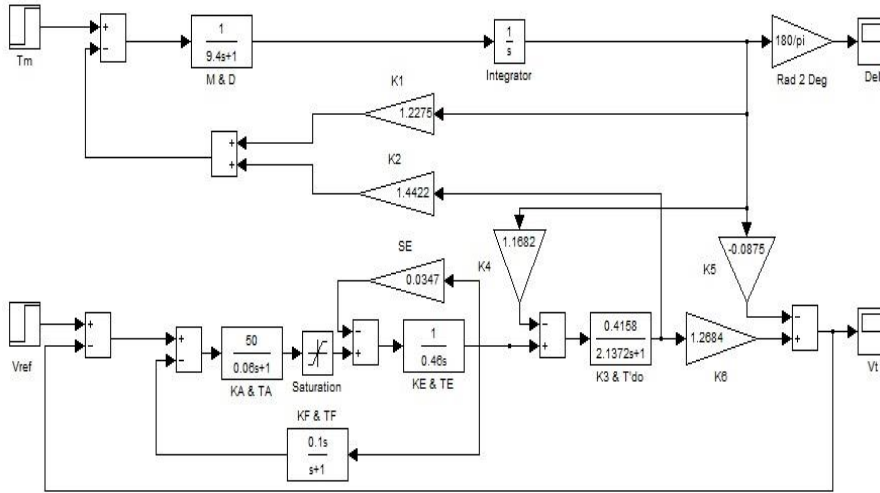 Tm
+
−
1
9.4s+1
M & D
1
s
Integrator
180/pi
Rad 2 Deg
Del
K1
1.2275
+
+
K2
1.4422
1.1682
K4
-0.0875
K5
SE
0.0347
Vref
+
−
+
−
50
0.06s+1
KA & TA
Saturation
−
+
1
0.46s
KE & TE
−
+
0.4158
2.1372s+1
K3 & T'do
1.2684
K6
−
+
Vt
KF & TF
0.1s
s+1